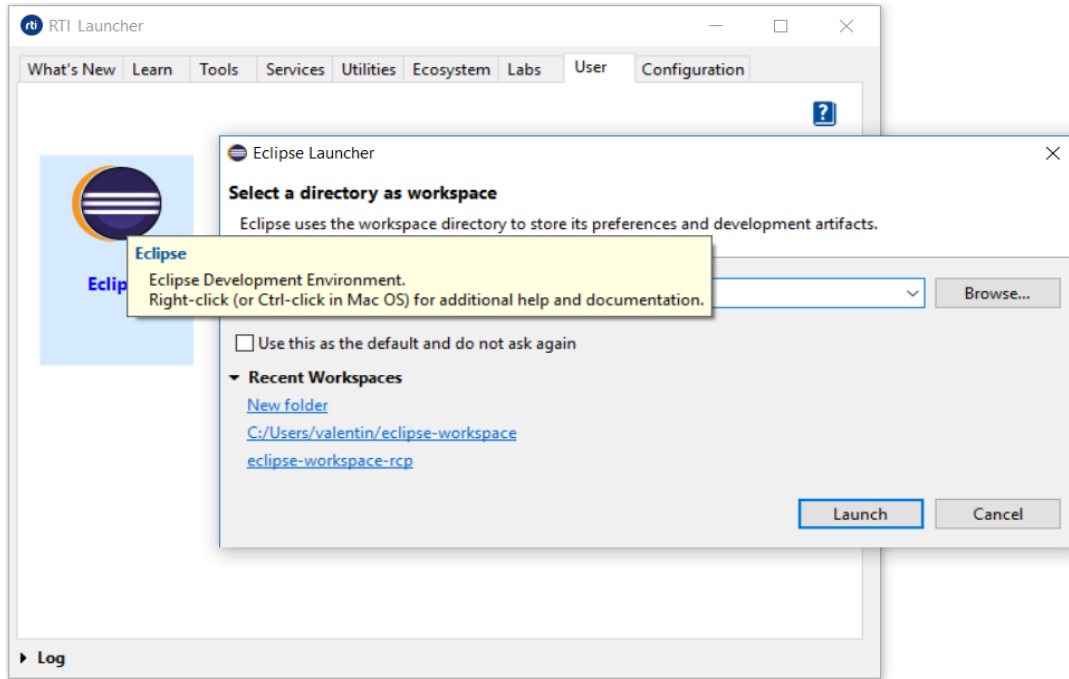 rti RTI Launcher
What's New Learn Tools Services Utilities Ecosystem Labs User Configuration
?
Eclipse Launcher
Select a directory as workspace
Eclipse uses the workspace directory to store its preferences and development artifacts.
Eclipse
Eclipse Development Environment.
Right-click (or Ctrl-click in Mac OS) for additional help and documentation.
Eclip
Browse...
Use this as the default and do not ask again
Recent Workspaces
New folder
C:/Users/valentin/eclipse-workspace
eclipse-workspace-rcp
Launch Cancel
Log